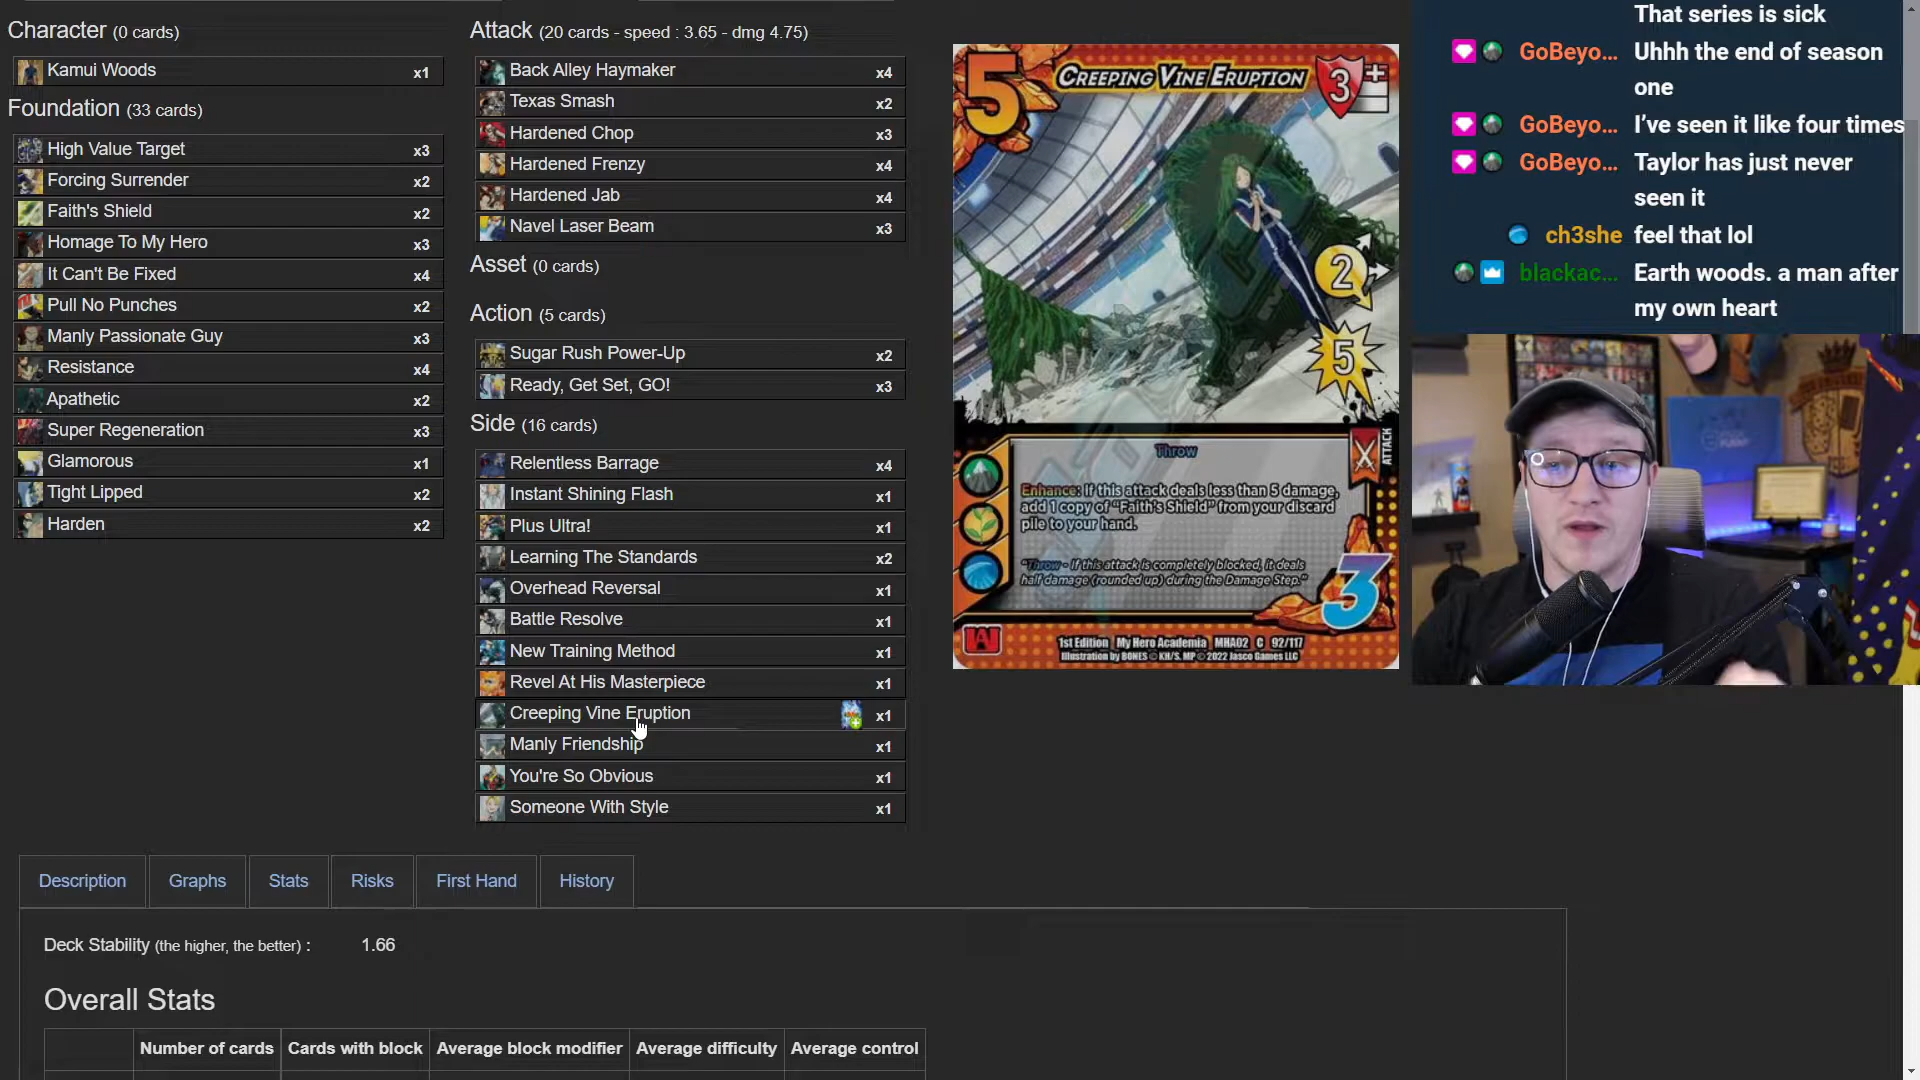 Character (0 cards)
Kamui Woods x1
Foundation (33 cards)
High Value Target x3
Forcing Surrender x2
Faith's Shield x2
Homage To My Hero x3
It Can't Be Fixed x4
Pull No Punches x2
Manly Passionate Guy x3
Resistance x4
Apathetic x2
Super Regeneration x3
Glamorous x1
Tight Lipped x2
Harden x2
Attack (20 cards - speed : 3.65 - dmg 4.75)
Back Alley Haymaker x4
Texas Smash x2
Hardened Chop x3
Hardened Frenzy x4
Hardened Jab x4
Navel Laser Beam x3
Asset (0 cards)
Action (5 cards)
Sugar Rush Power-Up x2
Ready, Get Set, GO! x3
Side (16 cards)
Relentless Barrage x4
Instant Shining Flash x1
Plus Ultra! x1
Learning The Standards x2
Overhead Reversal x1
Battle Resolve x1
New Training Method x1
Revel At His Masterpiece x1
Creeping Vine Eruption x1
Manly Friendship x1
You're So Obvious x1
Someone With Style x1
5
Creeping Vine Eruption
3
2
5
ATTACK
Throw
Enhance: If this attack deals less than 5 damage,
add 1 copy of "Faith's Shield" from your discard
pile to your hand.
"Throw - If this attack is completely blocked, it deals
half damage (rounded up) during the Damage Step."
3
1st Edition My Hero Academia MHA02 C 92/117
Illustration by BONES © KH/S, MP © 2022 Jasco Games LLC
That series is sick
GoBeyo... Uhhh the end of season
one
GoBeyo... I've seen it like four times
GoBeyo... Taylor has just never
seen it
ch3she feel that lol
blackac... Earth woods. a man after
my own heart
Description Graphs Stats Risks First Hand History
Deck Stability (the higher, the better) : 1.66
Overall Stats
Number of cards Cards with block Average block modifier Average difficulty Average control